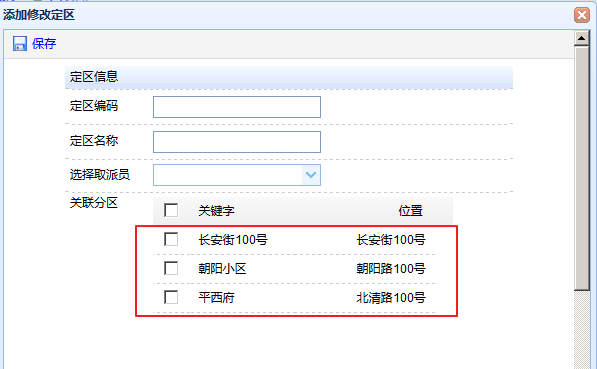 添加修改定区
保存
定区信息
定区编码
定区名称
选择取派员
关联分区
关键字 位置
长安街100号 长安街100号
朝阳小区 朝阳路100号
平西府 北清路100号